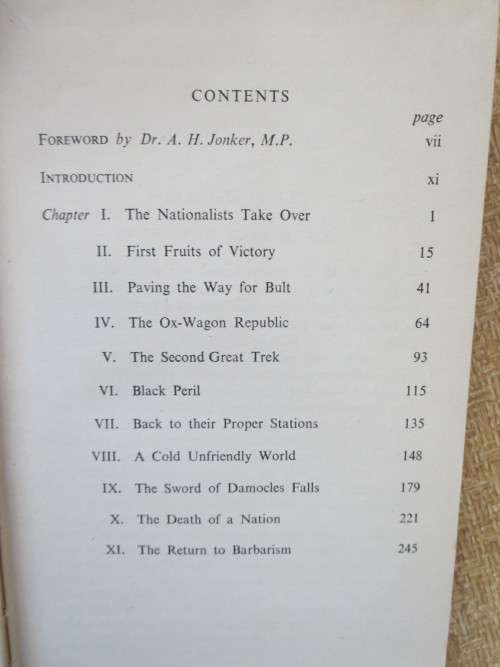 CONTENTS
page
FOREWORD by Dr. A. H. Jonker, M.P. vii
INTRODUCTION xi
Chapter I. The Nationalists Take Over 1
II. First Fruits of Victory 15
III. Paving the Way for Bult 41
IV. The Ox-Wagon Republic 64
V. The Second Great Trek 93
VI. Black Peril 115
VII. Back to their Proper Stations 135
VIII. A Cold Unfriendly World 148
IX. The Sword of Damocles Falls 179
X. The Death of a Nation 221
XI. The Return to Barbarism 245